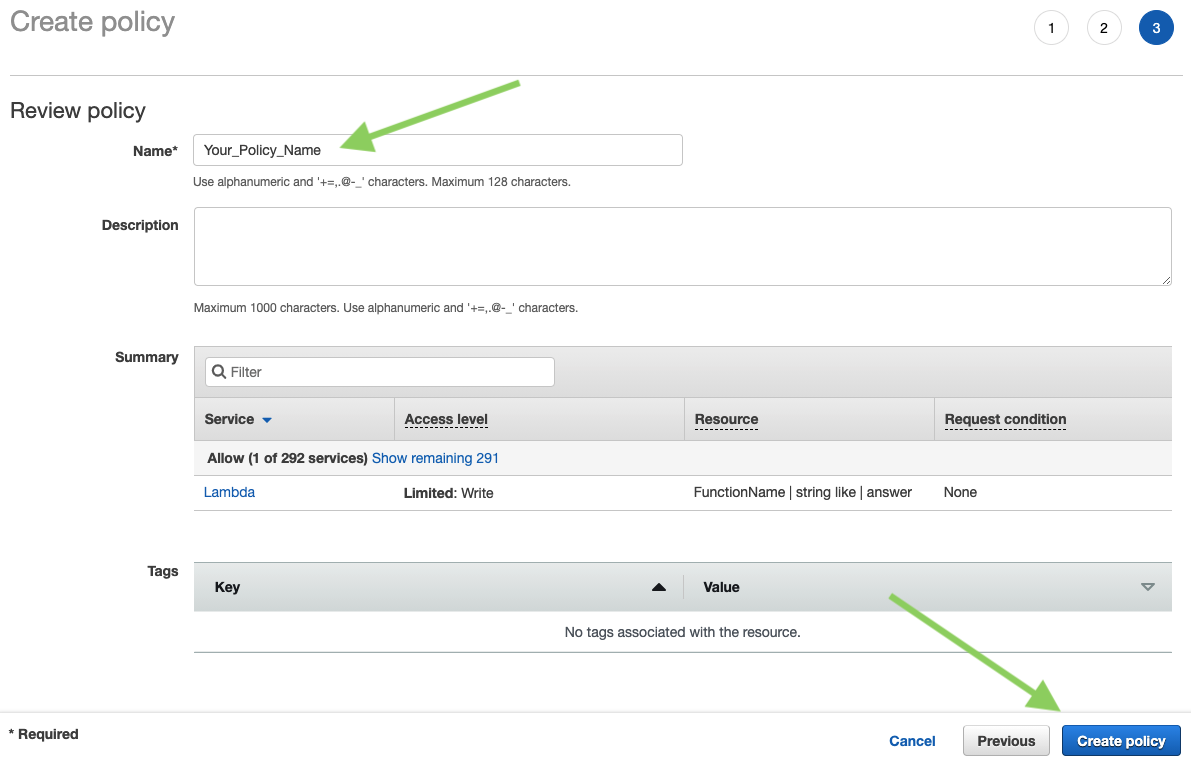 Create policy
1 2 3
Review policy
Name* Your_Policy_Name
Use alphanumeric and '+=,.@-_' characters. Maximum 128 characters.
Description
Maximum 1000 characters. Use alphanumeric and '+=,.@-_' characters.
Summary Filter
Service Access level Resource Request condition
Allow (1 of 292 services) Show remaining 291
Lambda Limited: Write FunctionName | string like | answer None
Tags Key Value
No tags associated with the resource.
* Required Cancel Previous Create policy